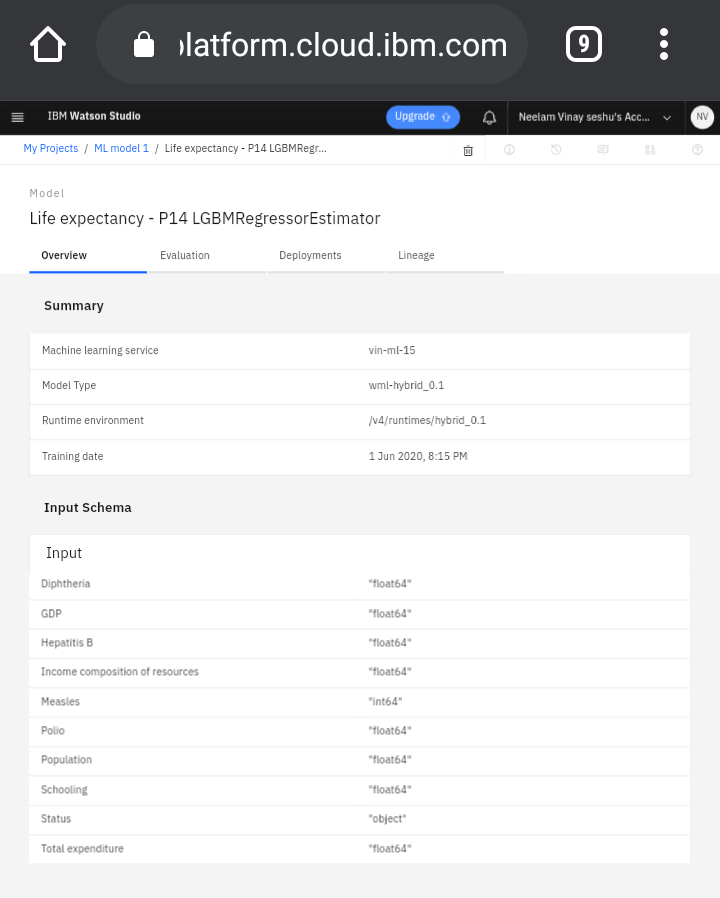 platform.cloud.ibm.com 9
IBM Watson Studio Upgrade Neelam Vinay seshu's Acc... NV
My Projects / ML model 1 / Life expectancy - P14 LGBMRegr...
Model
Life expectancy - P14 LGBMRegressorEstimator
Overview Evaluation Deployments Lineage
Summary
Machine learning service vin-ml-15
Model Type wml-hybrid_0.1
Runtime environment /v4/runtimes/hybrid_0.1
Training date 1 Jun 2020, 8:15 PM
Input Schema
Input
Diphtheria "float64"
GDP "float64"
Hepatitis B "float64"
Income composition of resources "float64"
Measles "int64"
Polio "float64"
Population "float64"
Schooling "float64"
Status "object"
Total expenditure "float64"